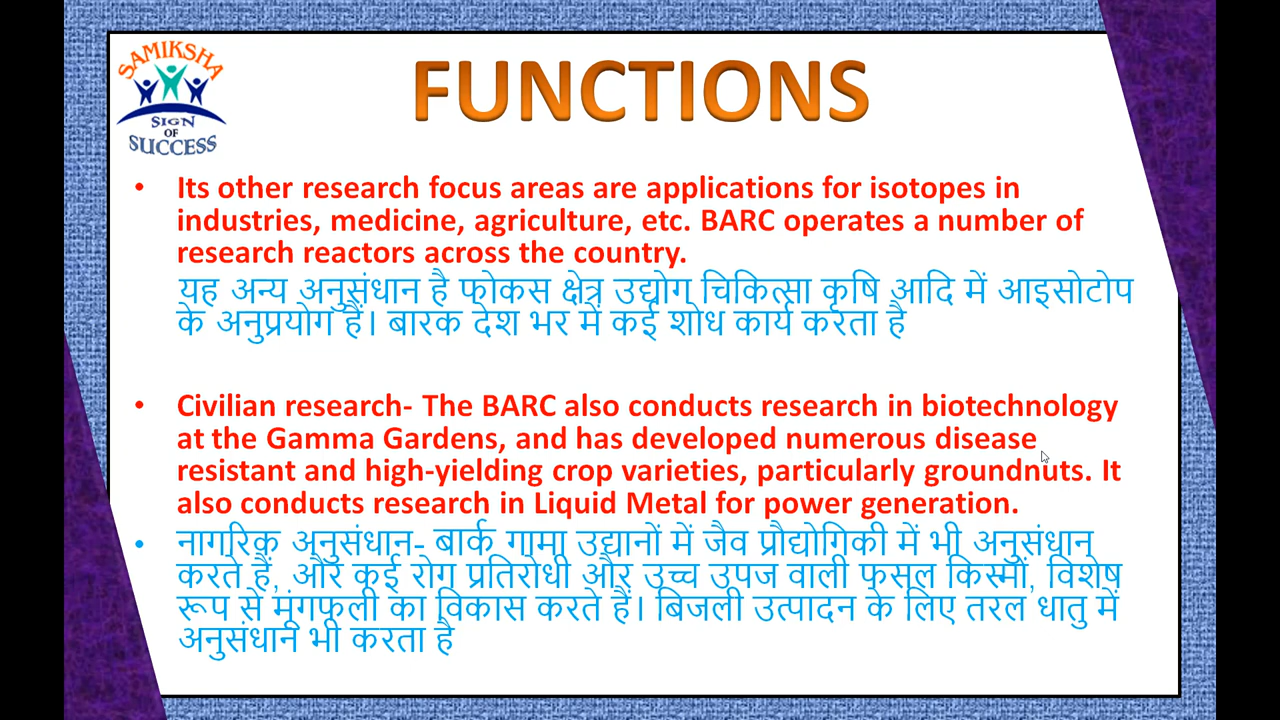 SAMIKSHA
SIGN
OF
SUCCESS
FUNCTIONS
• Its other research focus areas are applications for isotopes in
industries, medicine, agriculture, etc. BARC operates a number of
research reactors across the country.
यह अन्य अनुसंधान है फोकस क्षेत्र उद्योग चिकित्सा कृषि आदि में आइसोटोप
के अनुप्रयोग हैं। बारक देश भर में कई शोध कार्य करता है
• Civilian research- The BARC also conducts research in biotechnology
at the Gamma Gardens, and has developed numerous disease
resistant and high-yielding crop varieties, particularly groundnuts. It
also conducts research in Liquid Metal for power generation.
• नागरिक अनुसंधान- बार्क गामा उद्यानों में जैव प्रौद्योगिकी में भी अनुसंधान
करते हैं, और कई रोग प्रतिरोधी और उच्च उपज वाली फसल किस्मों, विशेष
रूप से मूंगफली का विकास करते हैं। बिजली उत्पादन के लिए तरल धातु में
अनुसंधान भी करता है